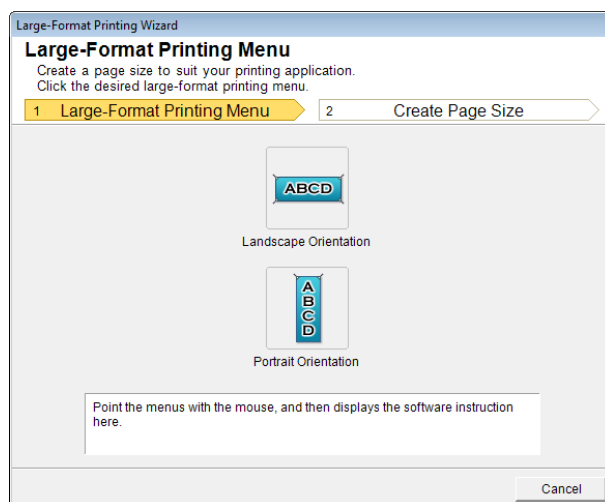 Large-Format Printing Wizard
Large-Format Printing Menu
Create a page size to suit your printing application.
Click the desired large-format printing menu.
1 Large-Format Printing Menu 2 Create Page Size
ABCD
Landscape Orientation
A
B
C
D
Portrait Orientation
Point the menus with the mouse, and then displays the software instruction
here.
Cancel